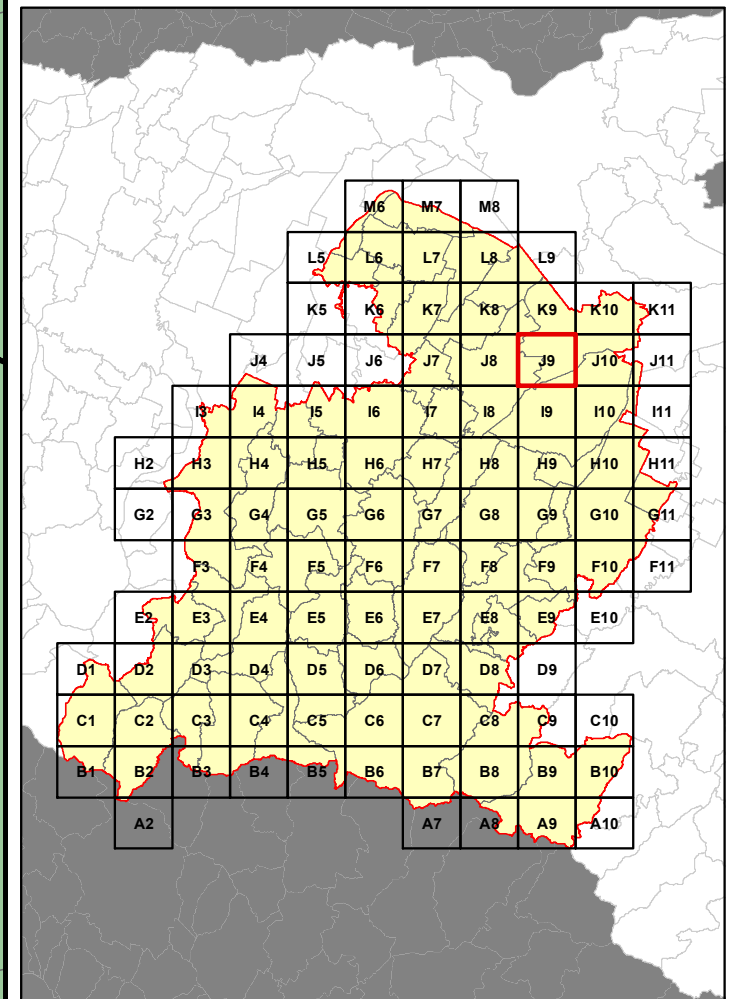 M6 M7 M8
L5 L6 L7 L8 L9
K5 K6 K7 K8 K9 K10 K11
J4 J5 J6 J7 J8 J9 J10 J11
I3 I4 I5 I6 I7 I8 I9 I10 I11
H2 H3 H4 H5 H6 H7 H8 H9 H10 H11
G2 G3 G4 G5 G6 G7 G8 G9 G10 G11
F3 F4 F5 F6 F7 F8 F9 F10 F11
E2 E3 E4 E5 E6 E7 E8 E9 E10
D1 D2 D3 D4 D5 D6 D7 D8 D9
C1 C2 C3 C4 C5 C6 C7 C8 C9 C10
B1 B2 B3 B4 B5 B6 B7 B8 B9 B10
A2 A7 A8 A9 A10